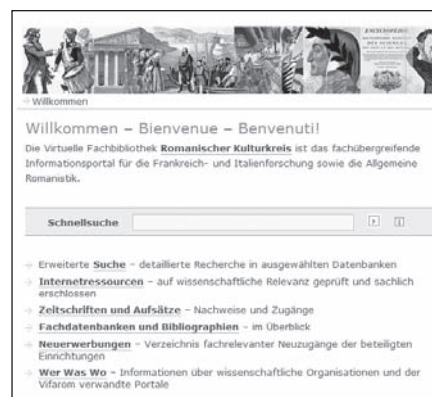 ENCYCLOPEDIE
DES SCIENCES
Willkommen
Willkommen – Bienvenue – Benvenuti!
Die Virtuelle Fachbibliothek Romanischer Kulturkreis ist das fachübergreifende
Informationsportal für die Frankreich- und Italienforschung sowie die Allgemeine
Romanistik.
Schnellsuche
Erweiterte Suche – detaillierte Recherche in ausgewählten Datenbanken
Internetressourcen – auf wissenschaftliche Relevanz geprüft und sachlich
erschlossen
Zeitschriften und Aufsätze – Nachweise und Zugänge
Fachdatenbanken und Bibliographien – im Überblick
Neuerwerbungen – Verzeichnis fachrelevanter Neuzugänge der beteiligten
Einrichtungen
Wer Was Wo – Informationen über wissenschaftliche Organisationen und der
Vifarom verwandte Portale